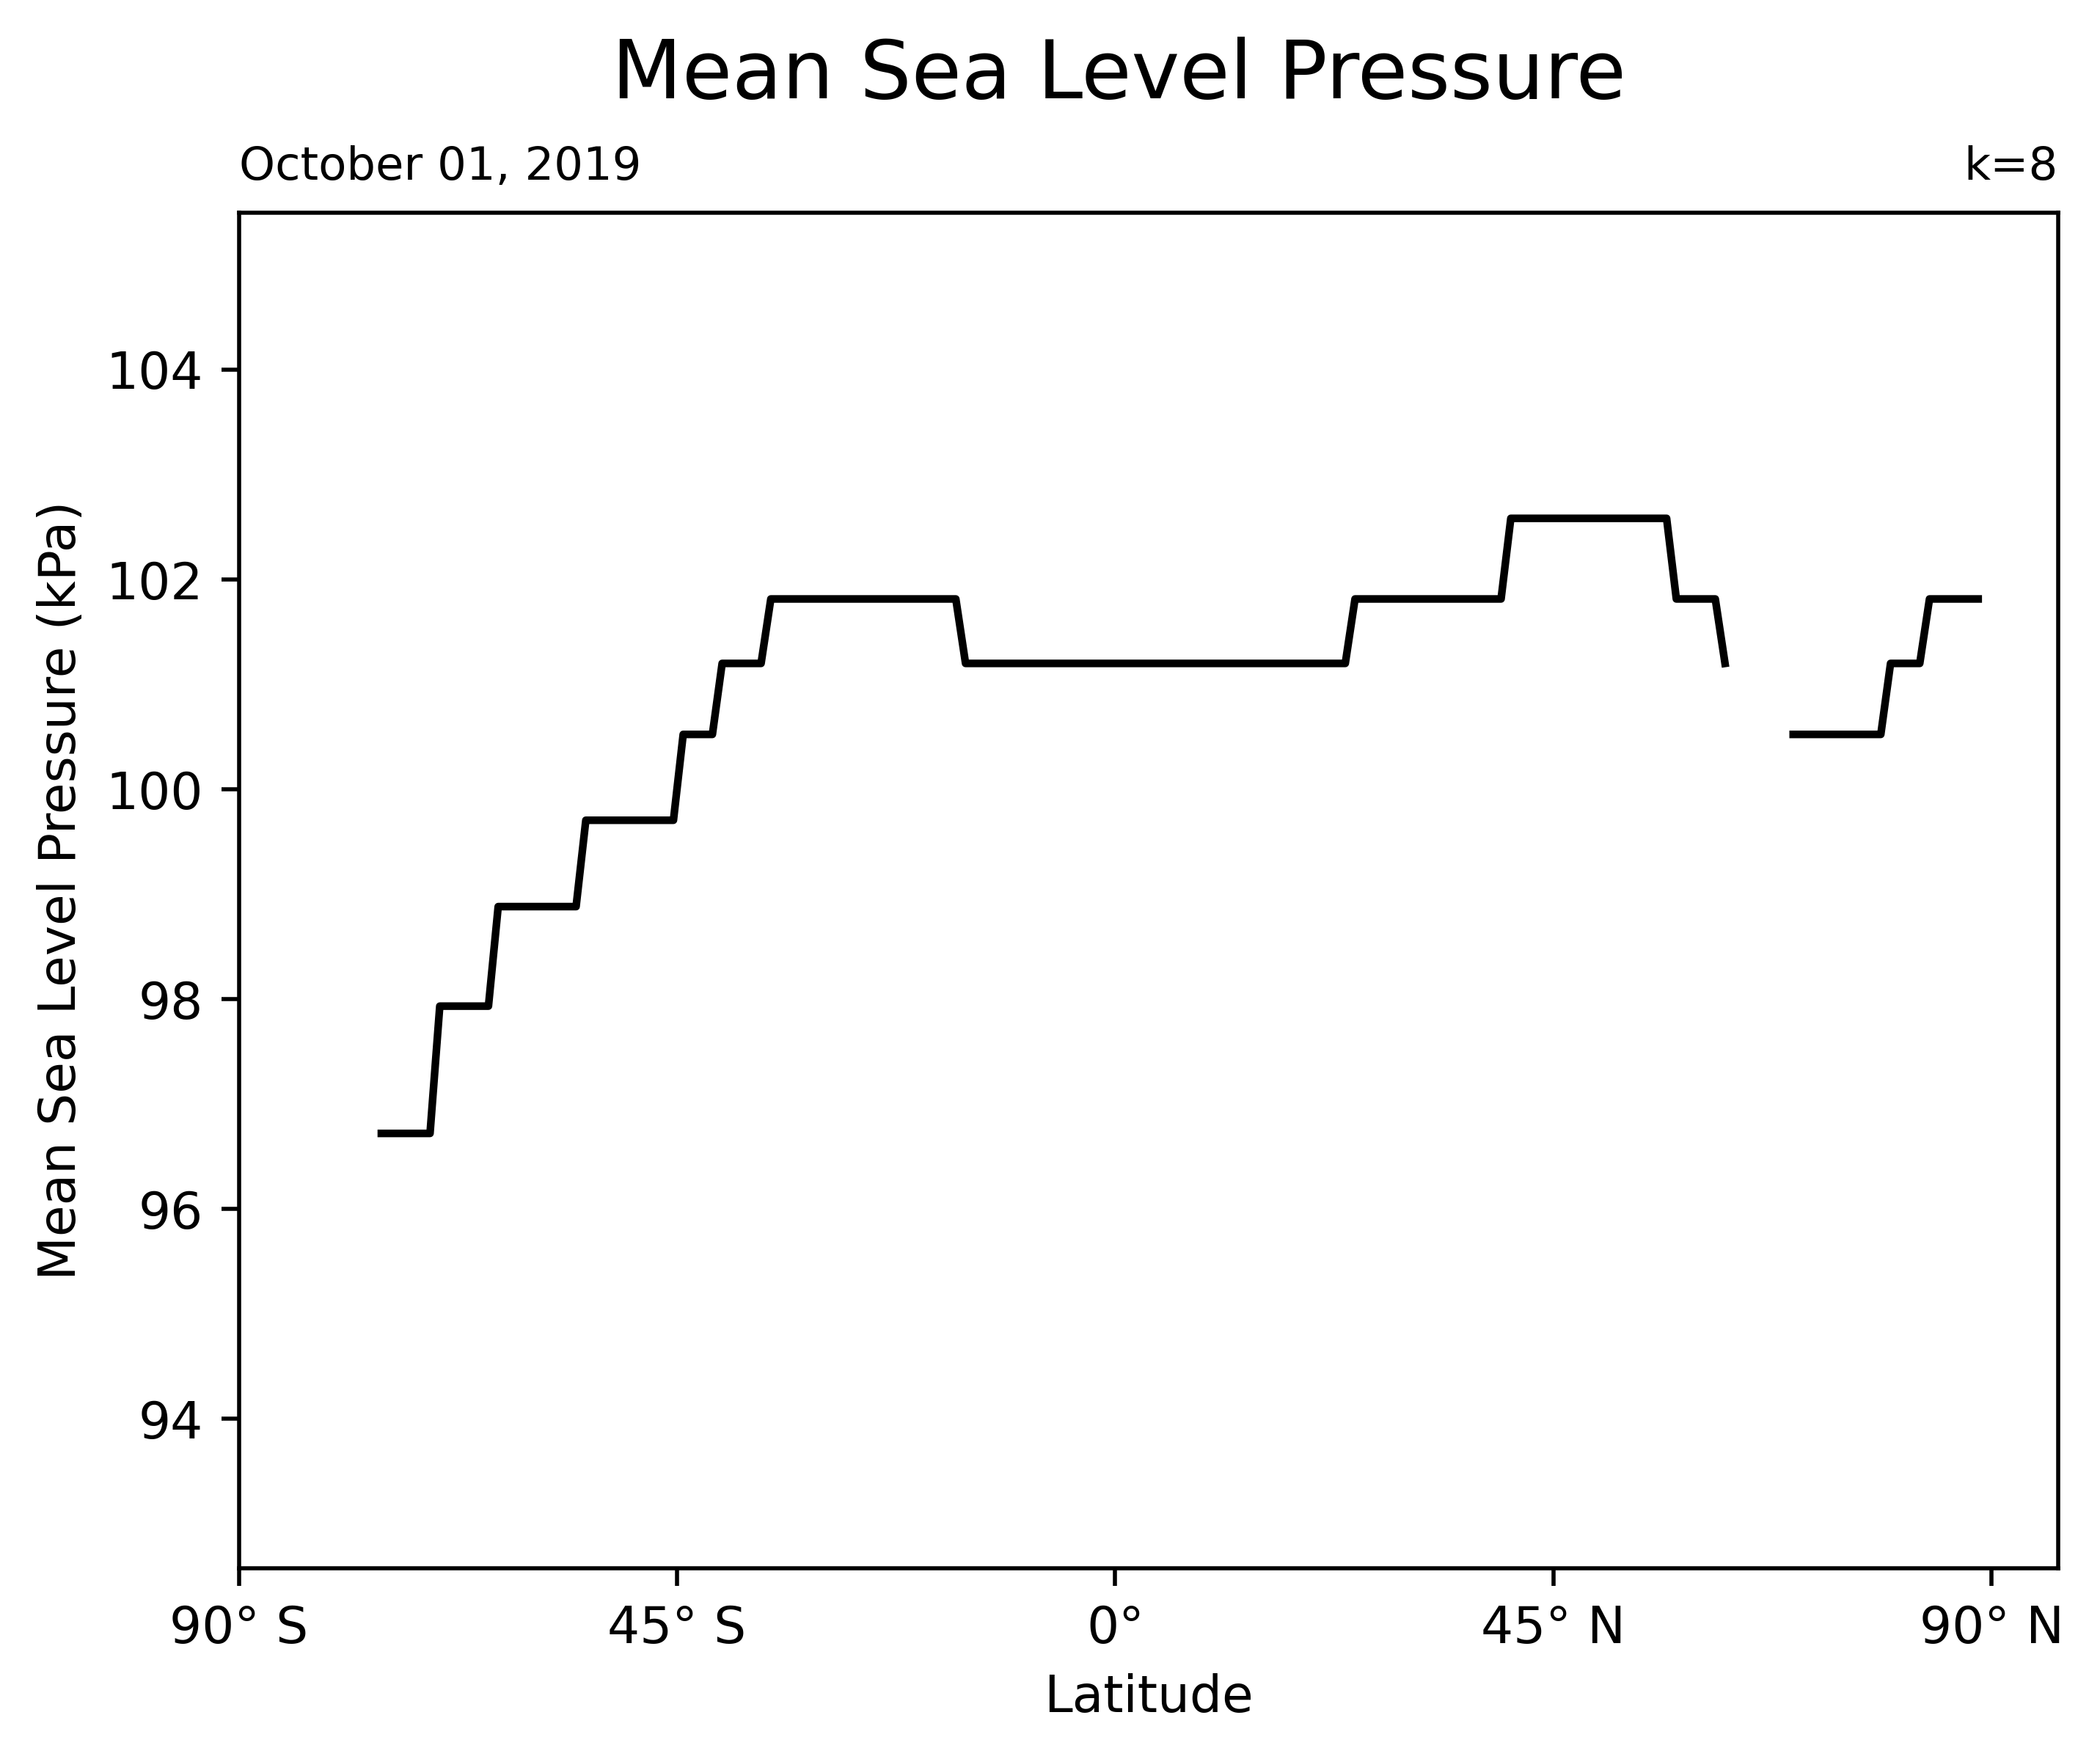 Mean Sea Level Pressure
October 01, 2019
k=8
104
102
100
98
96
94
Mean Sea Level Pressure (kPa)
90° S
45° S
0°
45° N
90° N
Latitude